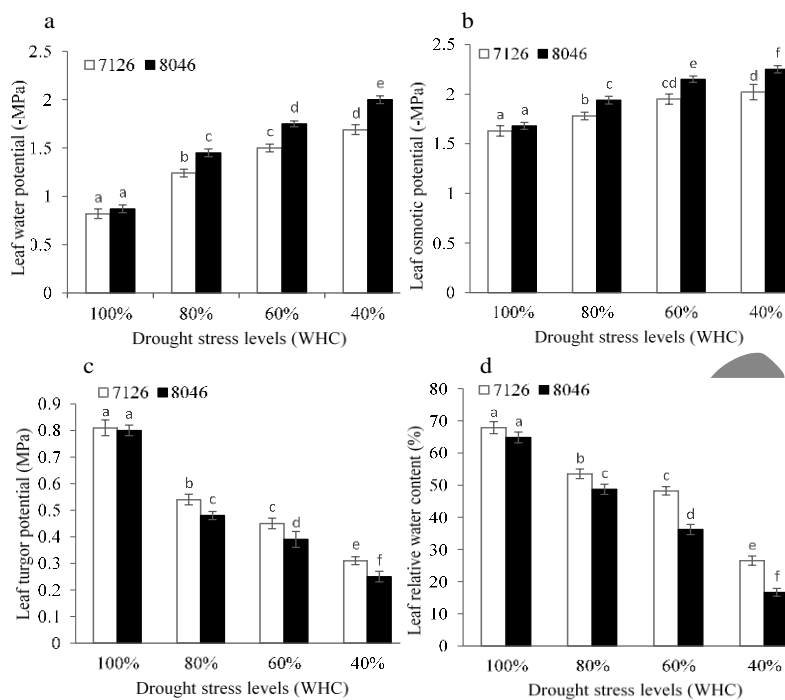 a
7126 8046
2.5
2
1.5
1
0.5
0
Leaf water potential (-MPa)
a a b c c d d e
100% 80% 60% 40%
Drought stress levels (WHC)
b
7126 8046
2.5
2
1.5
1
0.5
0
Leaf osmotic potential (-MPa)
a a b c cd e d f
100% 80% 60% 40%
Drought stress levels (WHC)
c
7126 8046
0.9
0.8
0.7
0.6
0.5
0.4
0.3
0.2
0.1
0
Leaf turgor potential (MPa)
a a b c c d e f
100% 80% 60% 40%
Drought stress levels (WHC)
d
7126 8046
80
70
60
50
40
30
20
10
0
Leaf relative water content (%)
a a b c c d e f
100% 80% 60% 40%
Drought stress levels (WHC)